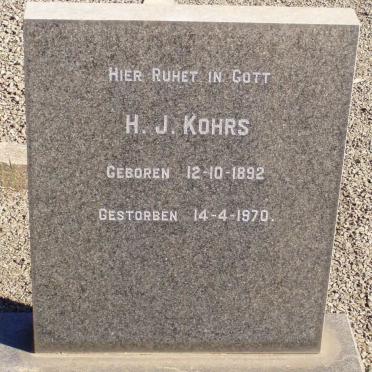 Hier Ruhet in Gott
H. J. Kohrs
Geboren 12-10-1892
Gestorben 14-4-1970.